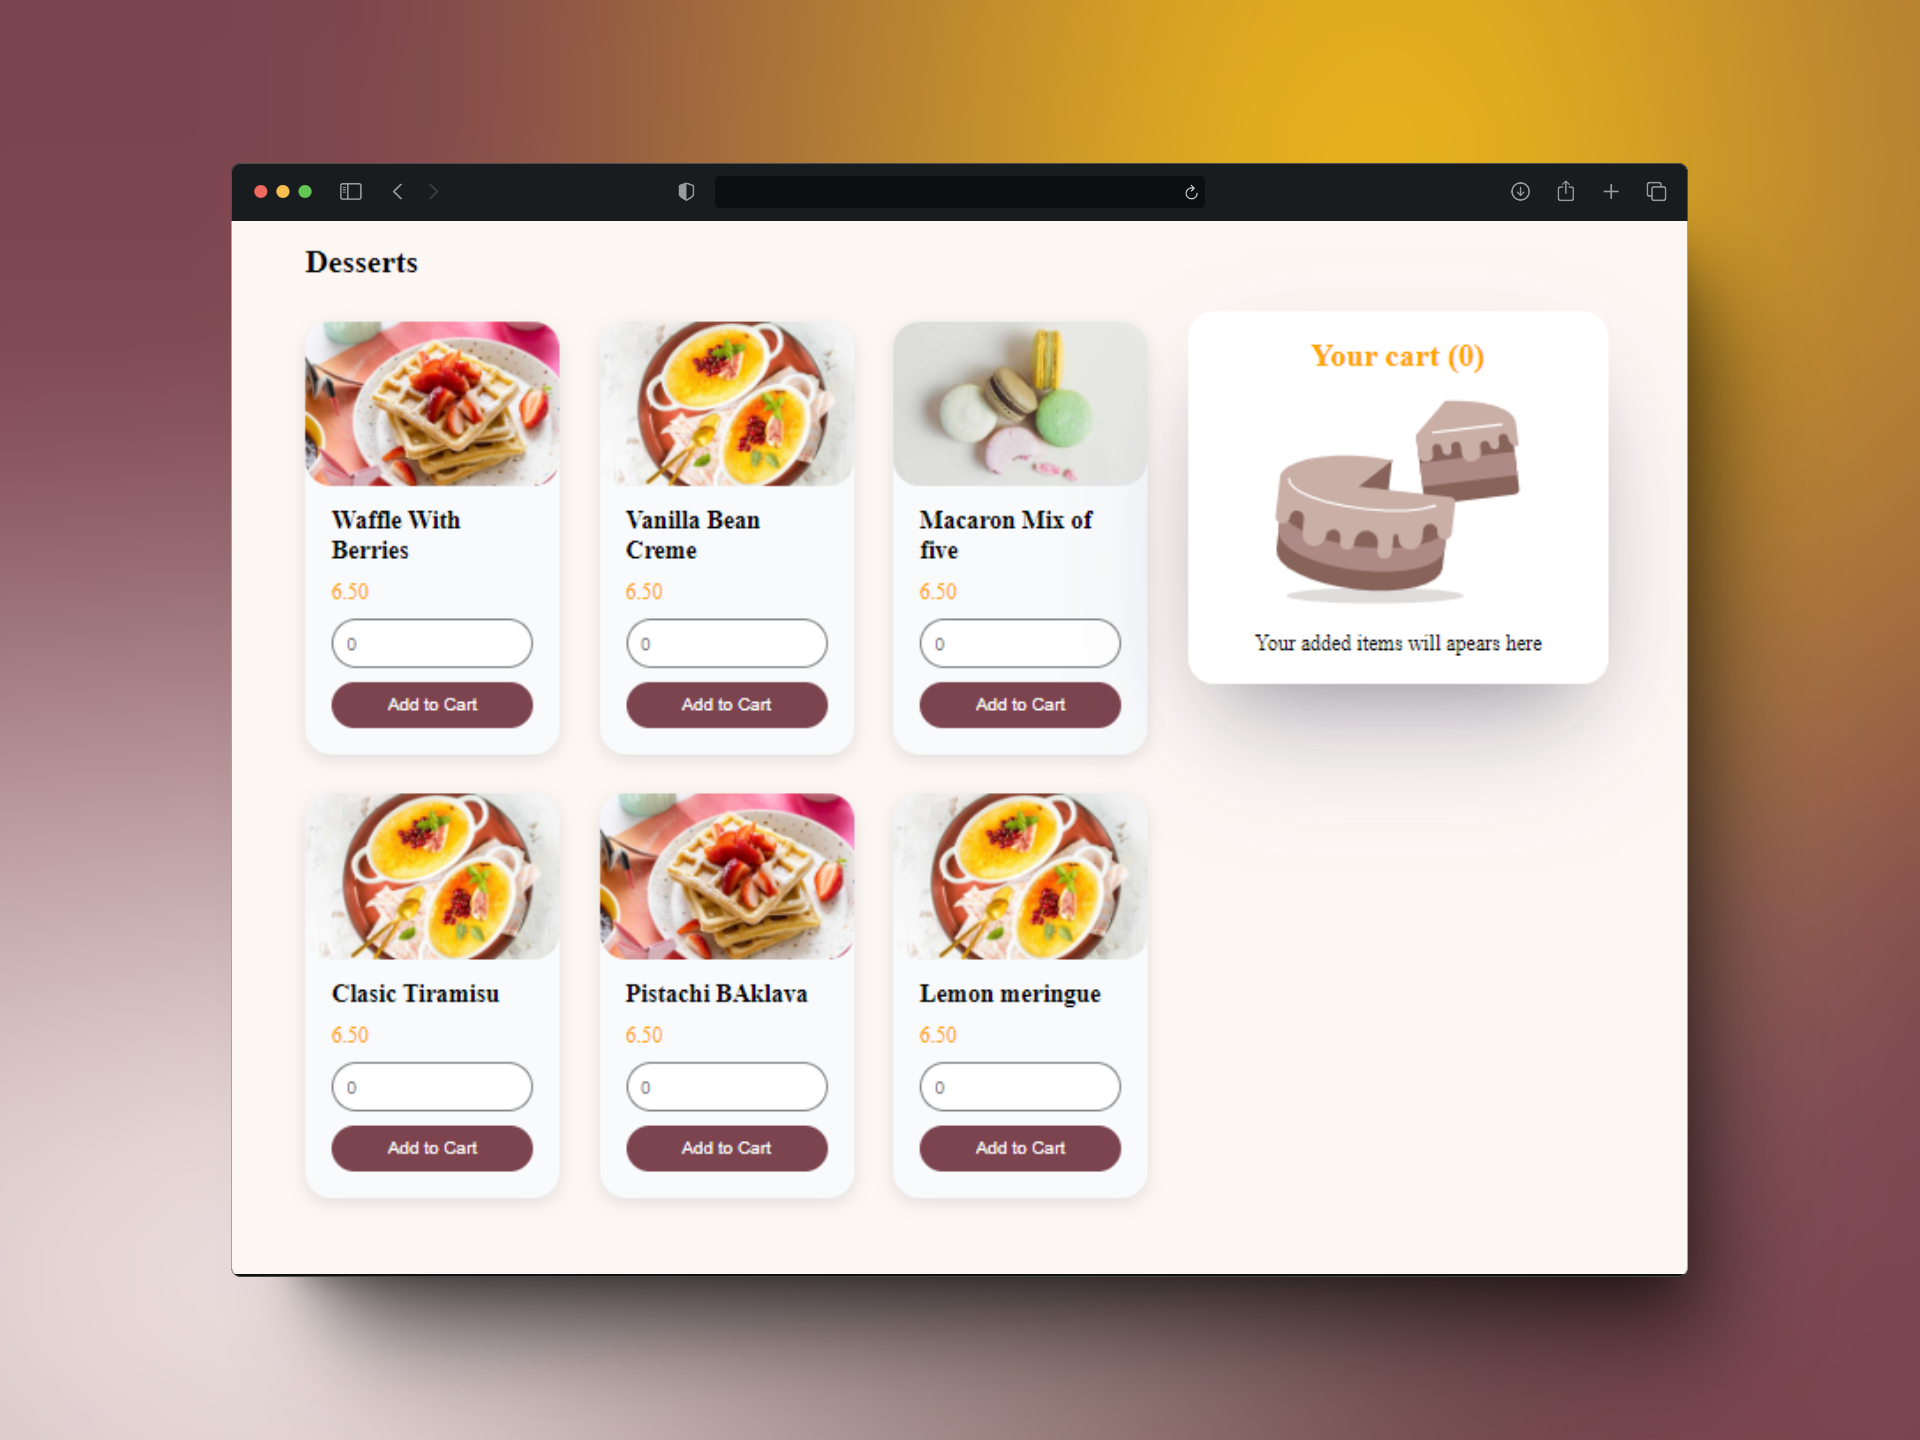 Desserts
Your cart (0)
Waffle With
Berries
6.50
0
Add to Cart
Vanilla Bean
Creme
6.50
0
Add to Cart
Macaron Mix of
five
6.50
0
Add to Cart
Your added items will apears here
Clasic Tiramisu
6.50
0
Add to Cart
Pistachi BAklava
6.50
0
Add to Cart
Lemon meringue
6.50
0
Add to Cart